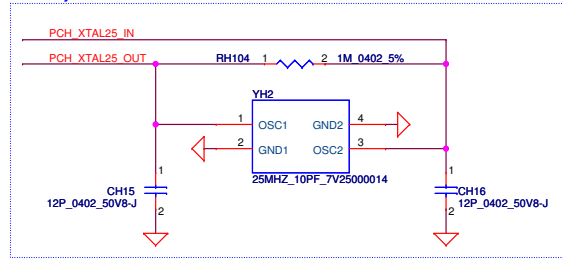 PCH_XTAL25_IN
PCH_XTAL25_OUT
RH104 1 2 1M_0402_5%
YH2
1 OSC1 GND2 4
2 GND1 OSC2 3
25MHZ_10PF_7V25000014
1 1
CH15 CH16
12P_0402_50V8-J 12P_0402_50V8-J
2 2